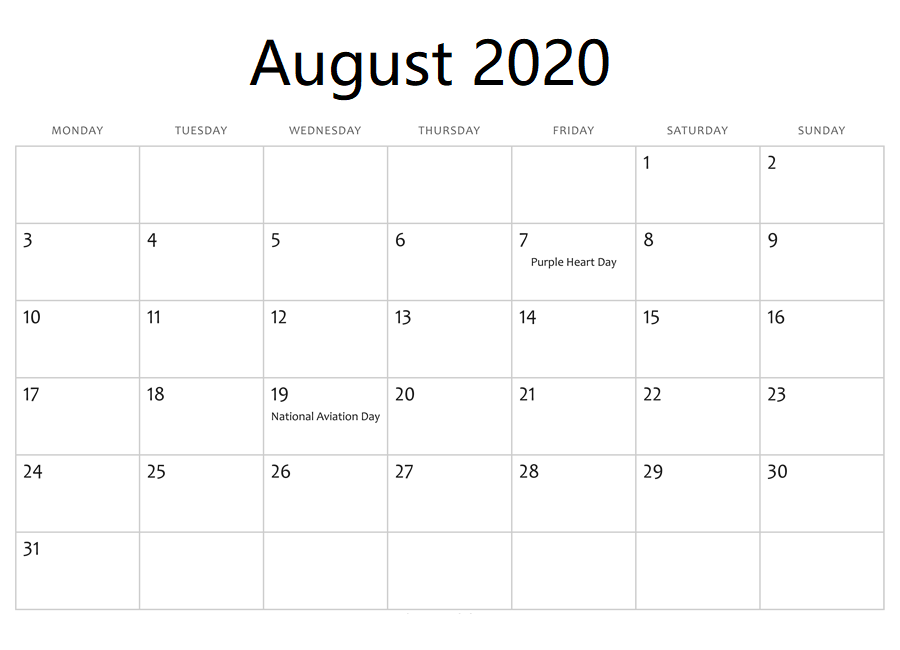 August 2020
MONDAY TUESDAY WEDNESDAY THURSDAY FRIDAY SATURDAY SUNDAY
1 2
3 4 5 6 7 8 9
Purple Heart Day
10 11 12 13 14 15 16
17 18 19 20 21 22 23
National Aviation Day
24 25 26 27 28 29 30
31